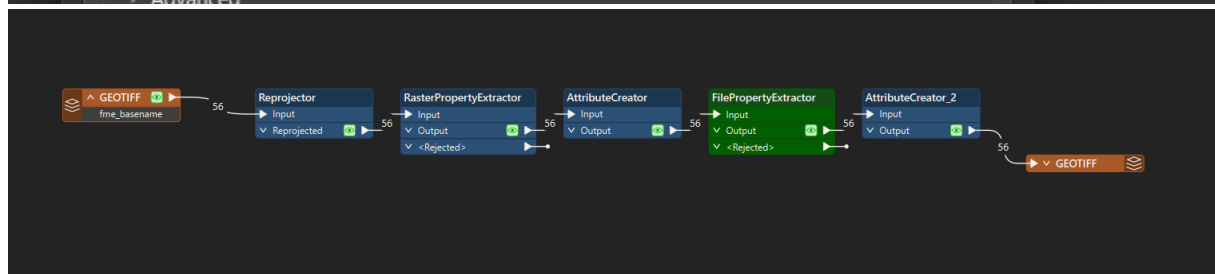 Advanced
GEOTIFF
fme_basename
56
Reprojector
Input
Reprojected
56
RasterPropertyExtractor
Input
Output
<Rejected>
56
AttributeCreator
Input
Output
56
FilePropertyExtractor
Input
Output
<Rejected>
56
AttributeCreator_2
Input
Output
56
GEOTIFF